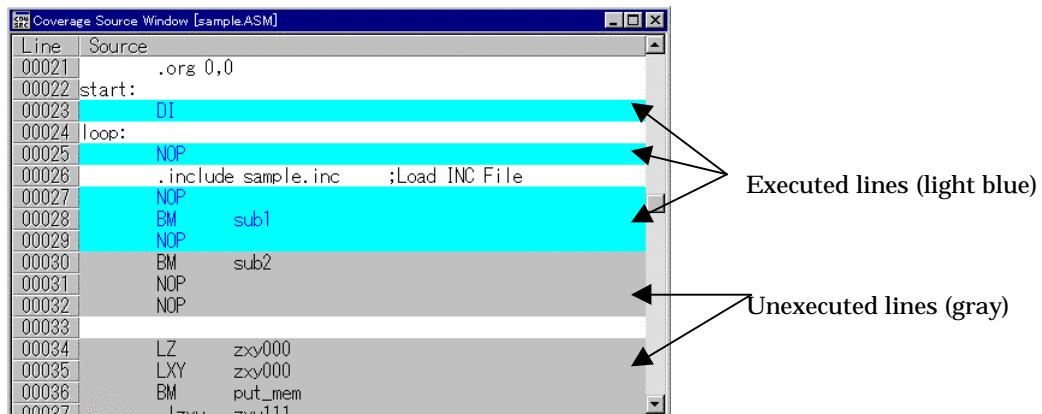 Coverage Source Window [sample.ASM]
Line Source
00021 .org 0,0
00022 start:
00023 DI
00024 loop:
00025 NOP
00026 .include sample.inc ;Load INC File
00027 NOP
00028 BM sub1
00029 NOP
00030 BM sub2
00031 NOP
00032 NOP
00033
00034 LZ zxy000
00035 LXY zxy000
00036 BM put_mem
00037
Executed lines (light blue)
Unexecuted lines (gray)